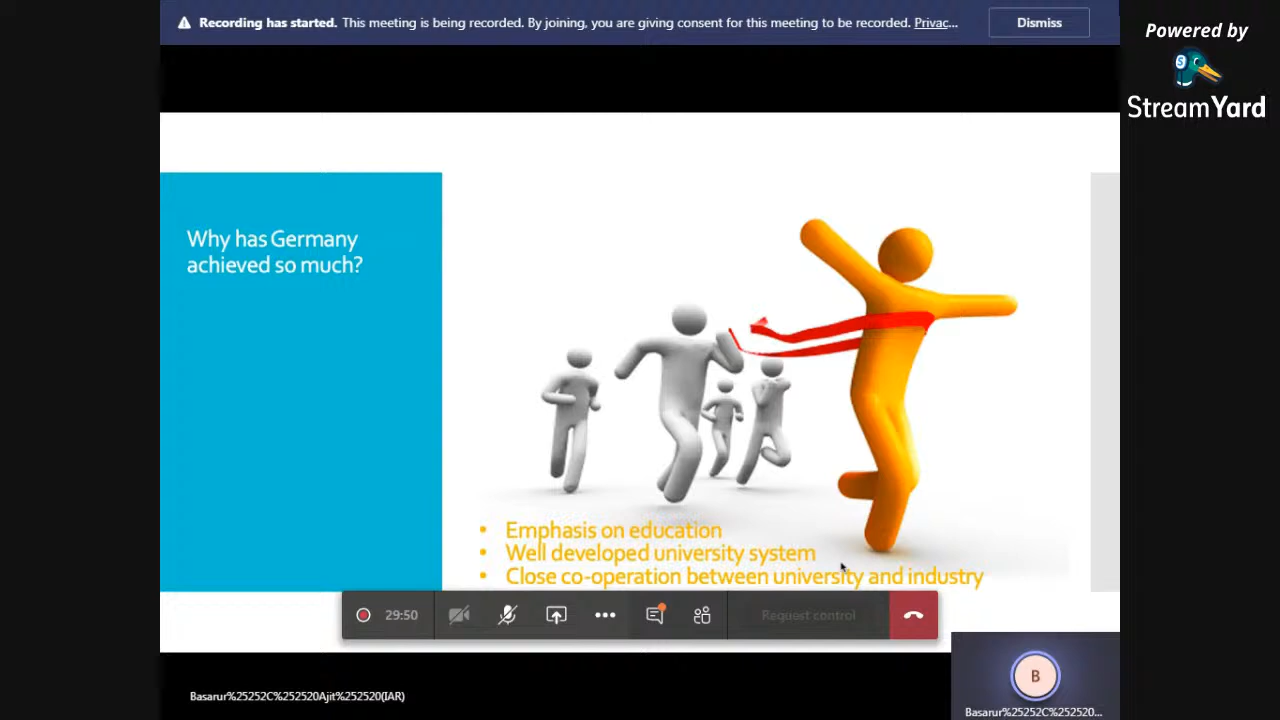 Recording has started. This meeting is being recorded. By joining, you are giving consent for this meeting to be recorded. Privac...
Dismiss
Powered by
StreamYard
Why has Germany
achieved so much?
• Emphasis on education
• Well developed university system
• Close co-operation between university and industry
29:50
Request control
B
Basarur%25252C%252520Ajit%252520(IAR)
Basarur%25252C%252520...